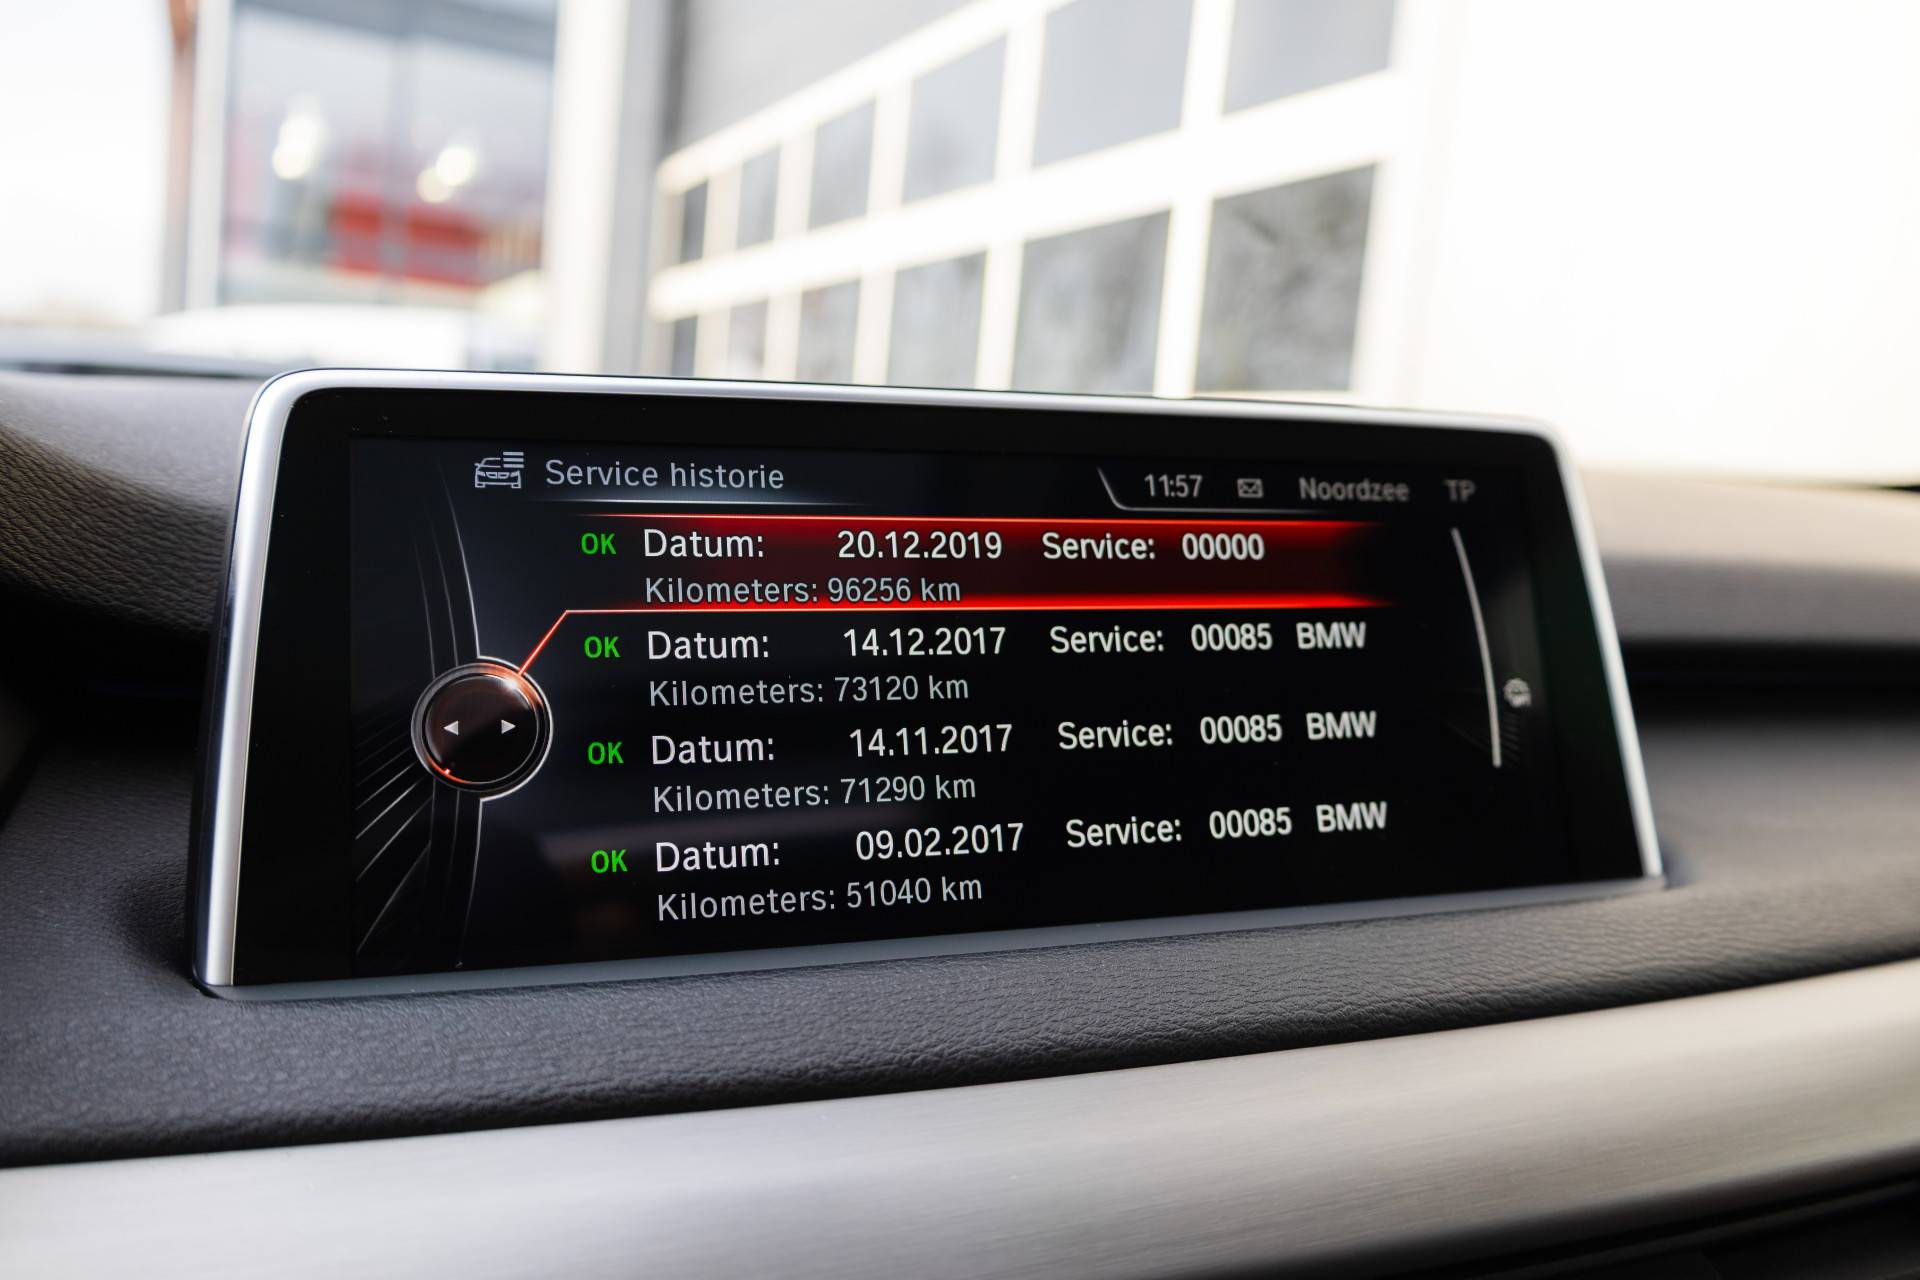 Service historie 11:57 Noordzee TP
OK Datum: 20.12.2019 Service: 00000
Kilometers: 96256 km
OK Datum: 14.12.2017 Service: 00085 BMW
Kilometers: 73120 km
OK Datum: 14.11.2017 Service: 00085 BMW
Kilometers: 71290 km
OK Datum: 09.02.2017 Service: 00085 BMW
Kilometers: 51040 km